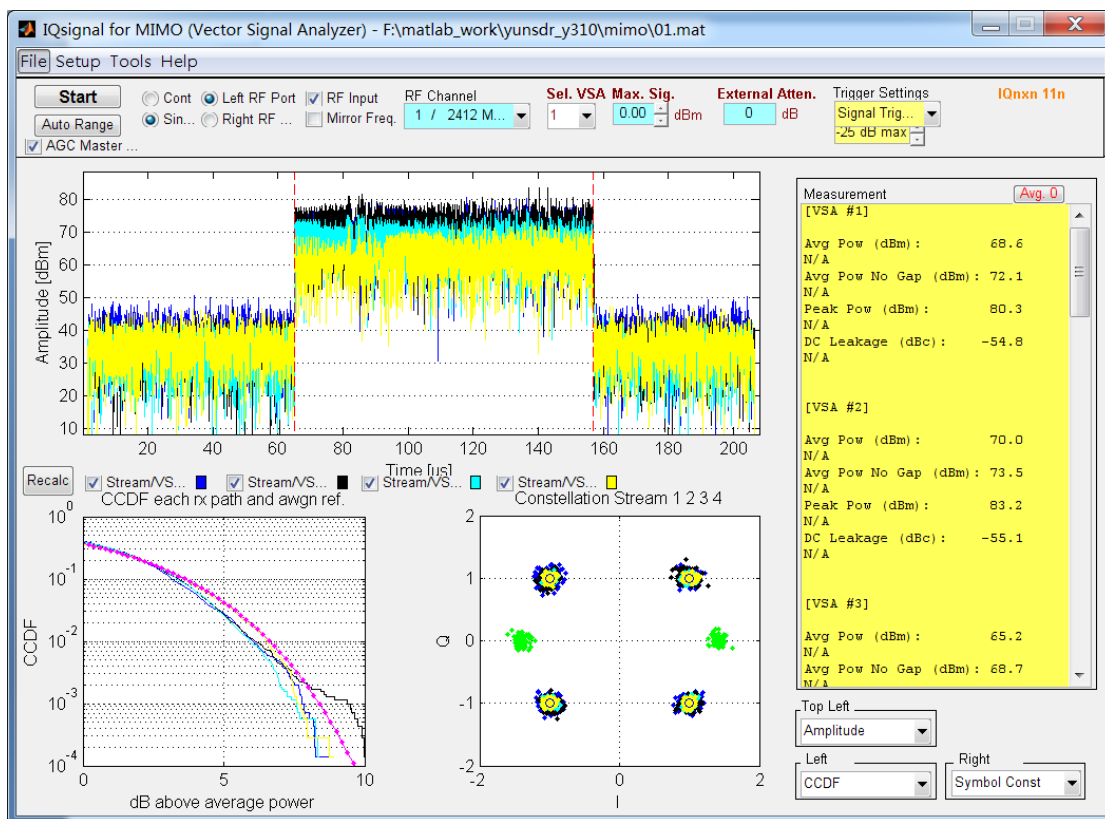 IQsignal for MIMO (Vector Signal Analyzer) - F:\matlab_work\yunsdr_y310\mimo\01.mat
File Setup Tools Help
Start
Auto Range
AGC Master ...
Cont
Sin...
Left RF Port
Right RF ...
RF Input
Mirror Freq.
RF Channel
1 / 2412 M...
Sel. VSA
1
Max. Sig.
0.00 dBm
External Atten.
0 dB
Trigger Settings
Signal Trig...
-25 dB max
IQnxn 11n
Amplitude [dBm]
80
70
60
50
40
30
20
10
20 40 60 80 100 120 140 160 180 200
Time [us]
Recalc
0
Stream/VS... Stream/VS... Stream/VS... Stream/VS...
CCDF each rx path and awgn ref.
CCDF
10^0
10^-1
10^-2
10^-3
10^-4
0 5 10
dB above average power
Constellation Stream 1 2 3 4
Q
2
1
0
-1
-2
-2 0 2
I
Measurement
Avg. 0
[VSA #1]
Avg Pow (dBm): 68.6
N/A
Avg Pow No Gap (dBm): 72.1
N/A
Peak Pow (dBm): 80.3
N/A
DC Leakage (dBc): -54.8
N/A
[VSA #2]
Avg Pow (dBm): 70.0
N/A
Avg Pow No Gap (dBm): 73.5
N/A
Peak Pow (dBm): 83.2
N/A
DC Leakage (dBc): -55.1
N/A
[VSA #3]
Avg Pow (dBm): 65.2
N/A
Avg Pow No Gap (dBm): 68.7
N/A
Top Left
Amplitude
Left
CCDF
Right
Symbol Const